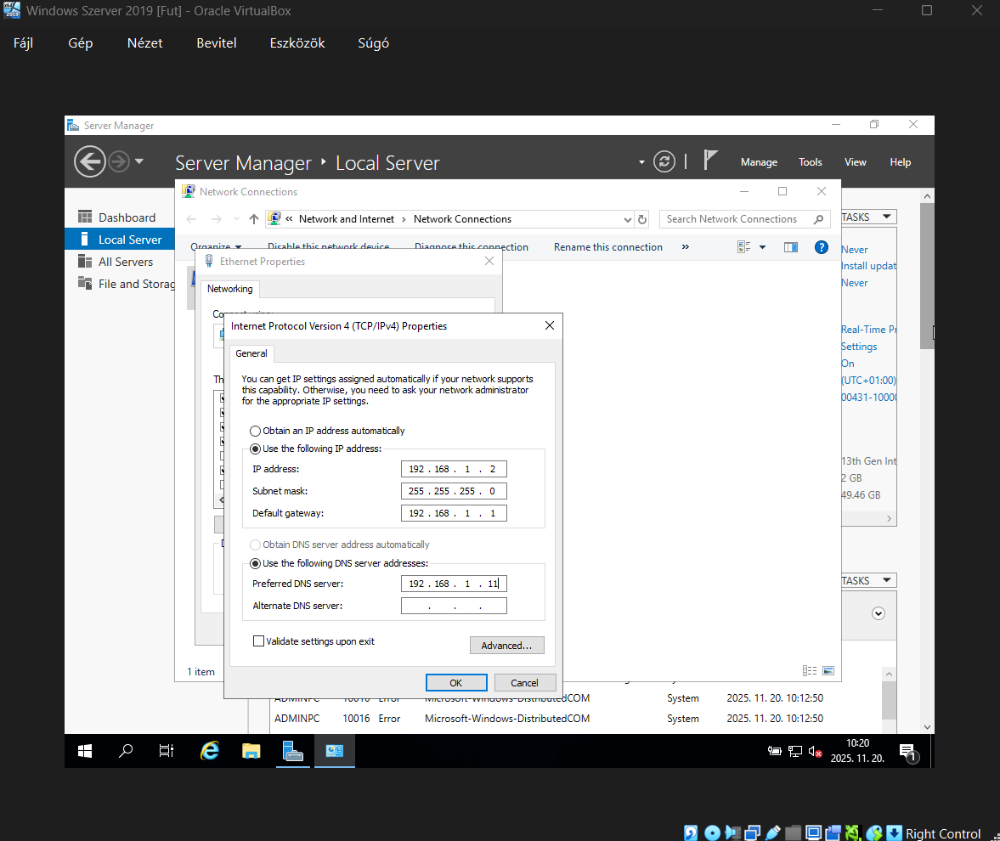 Windows Szerver 2019 [Fut] - Oracle VirtualBox
Fájl Gép Nézet Bevitel Eszközök Súgó
Server Manager
Server Manager Local Server
Manage Tools View Help
Dashboard
Local Server
All Servers
File and Storag
Network Connections
« Network and Internet › Network Connections
Search Network Connections
Organize Disable this network device Diagnose this connection Rename this connection »
Ethernet Properties
Networking
Internet Protocol Version 4 (TCP/IPv4) Properties
General
You can get IP settings assigned automatically if your network supports
this capability. Otherwise, you need to ask your network administrator
for the appropriate IP settings.
Obtain an IP address automatically
Use the following IP address:
IP address: 192 . 168 . 1 . 2
Subnet mask: 255 . 255 . 255 . 0
Default gateway: 192 . 168 . 1 . 1
Obtain DNS server address automatically
Use the following DNS server addresses:
Preferred DNS server: 192 . 168 . 1 . 11
Alternate DNS server: . . .
Validate settings upon exit
Advanced...
OK Cancel
1 item
TASKS
Never
Install updat
Never
Real-Time Pr
Settings
On
(UTC+01:00)
00431-1000
13th Gen Int
2 GB
49.46 GB
TASKS
ADMINPC 10016 Error Microsoft-Windows-DistributedCOM System 2025. 11. 20. 10:12:50
ADMINPC 10016 Error Microsoft-Windows-DistributedCOM System 2025. 11. 20. 10:12:50
10:20
2025. 11. 20.
1
Right Control